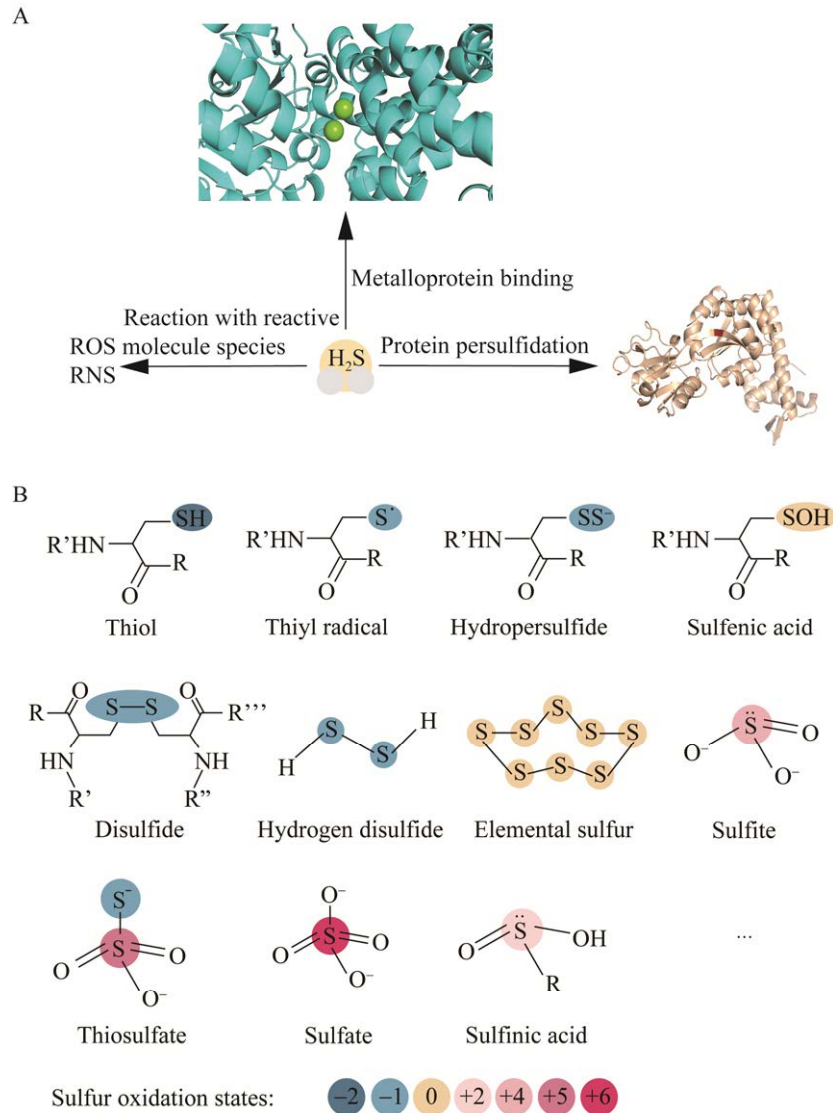 A
Metalloprotein binding
Reaction with reactive
ROS molecule species
RNS
H₂S
Protein persulfidation
B
SH
R'HN
R
O
Thiol
S·
R'HN
R
O
Thiyl radical
SS⁻
R'HN
R
O
Hydropersulfide
SOH
R'HN
R
O
Sulfenic acid
O S—S O
R R'''
HN NH
R' R''
Disulfide
S H
H S
Hydrogen disulfide
S S S S S
S S S
Elemental sulfur
S O
O⁻ O⁻
Sulfite
S⁻
O S O
O⁻
Thiosulfate
O⁻
O S O
O⁻
Sulfate
O S OH
R
Sulfinic acid
...
Sulfur oxidation states: −2 −1 0 +2 +4 +5 +6